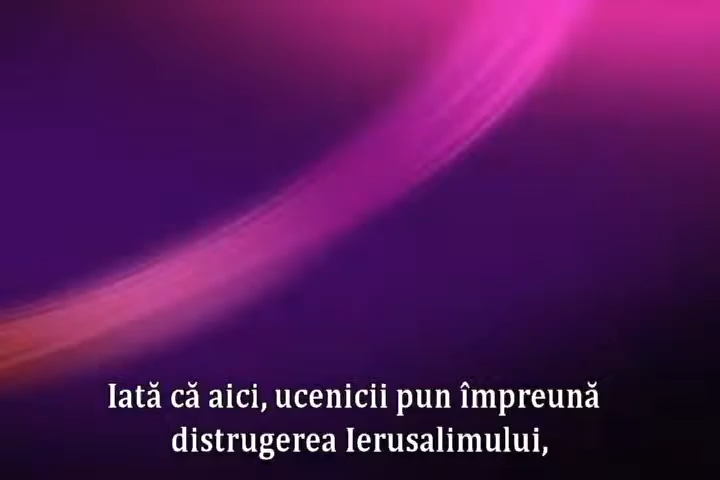 Iată că aici, ucenicii pun împreună
distrugerea Ierusalimului,